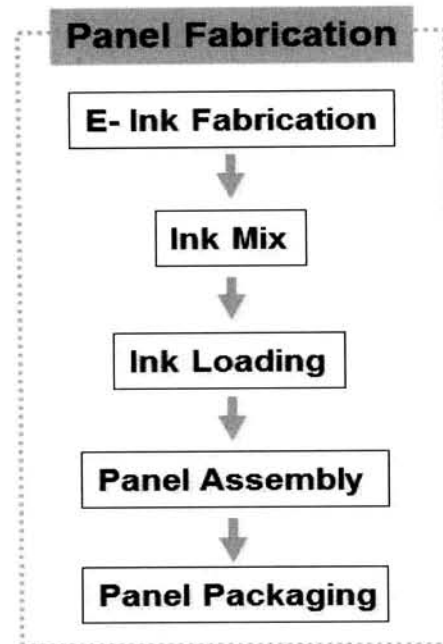 Panel Fabrication
E- Ink Fabrication
Ink Mix
Ink Loading
Panel Assembly
Panel Packaging